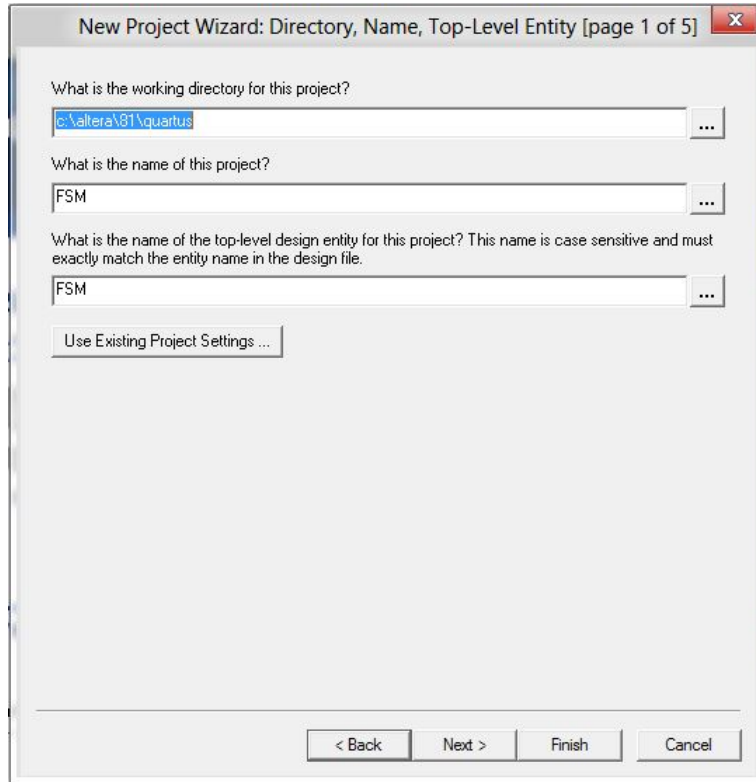 New Project Wizard: Directory, Name, Top-Level Entity [page 1 of 5]
x
What is the working directory for this project?
c:\altera\81\quartus
...
What is the name of this project?
FSM
...
What is the name of the top-level design entity for this project? This name is case sensitive and must
exactly match the entity name in the design file.
FSM
...
Use Existing Project Settings ...
< Back
Next >
Finish
Cancel